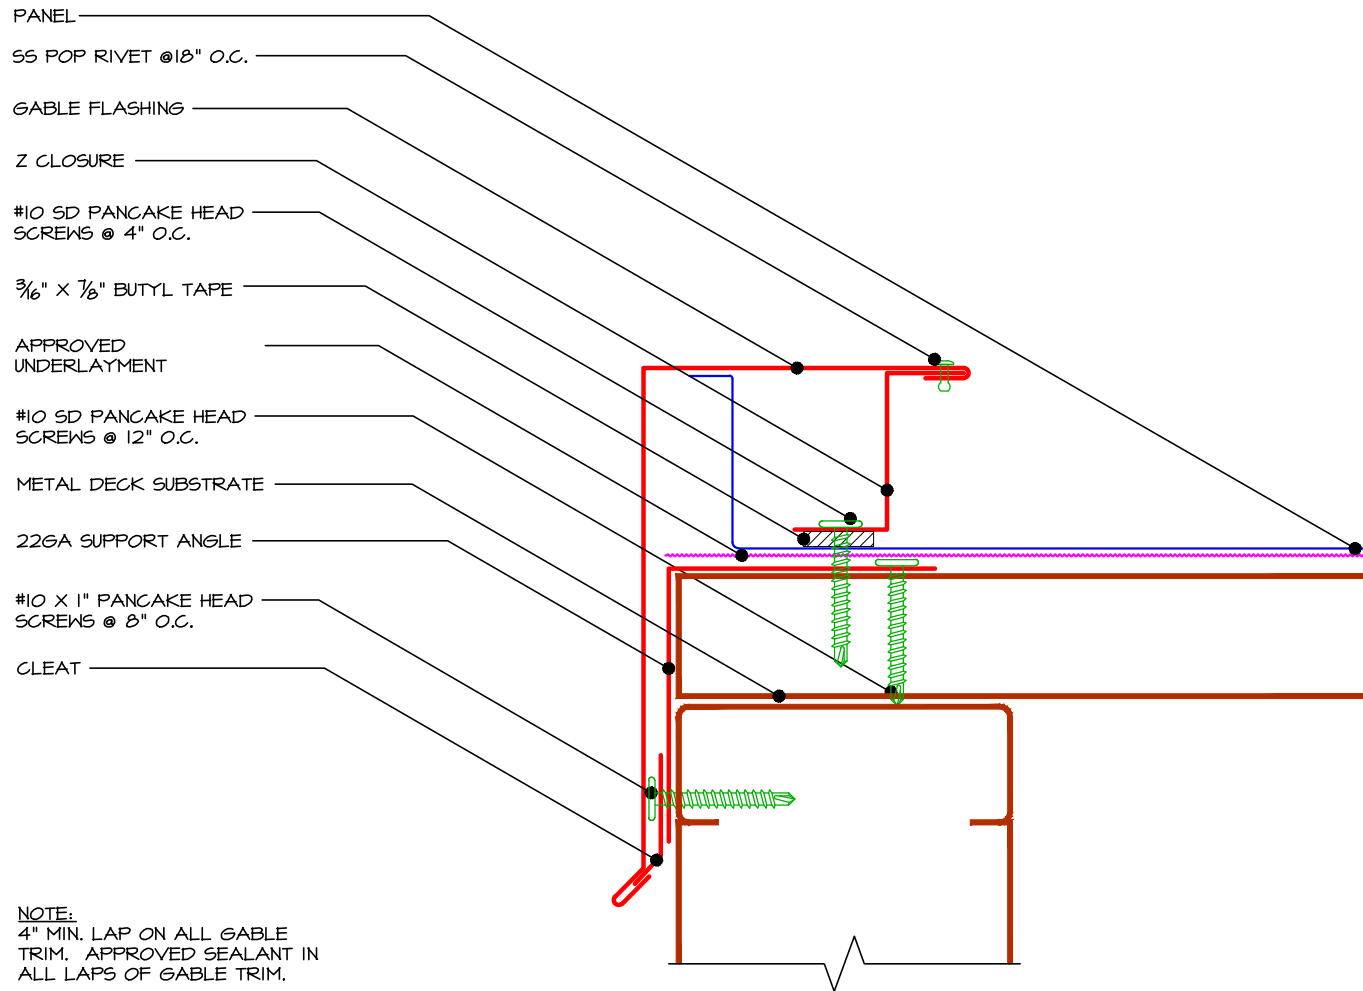 PANEL
SS POP RIVET @18" O.C.
GABLE FLASHING
Z CLOSURE
#10 SD PANCAKE HEAD
SCREWS @ 4" O.C.
3/16" X 7/8" BUTYL TAPE
APPROVED
UNDERLAYMENT
#10 SD PANCAKE HEAD
SCREWS @ 12" O.C.
METAL DECK SUBSTRATE
22GA SUPPORT ANGLE
#10 X 1" PANCAKE HEAD
SCREWS @ 8" O.C.
CLEAT
NOTE:
4" MIN. LAP ON ALL GABLE
TRIM. APPROVED SEALANT IN
ALL LAPS OF GABLE TRIM.